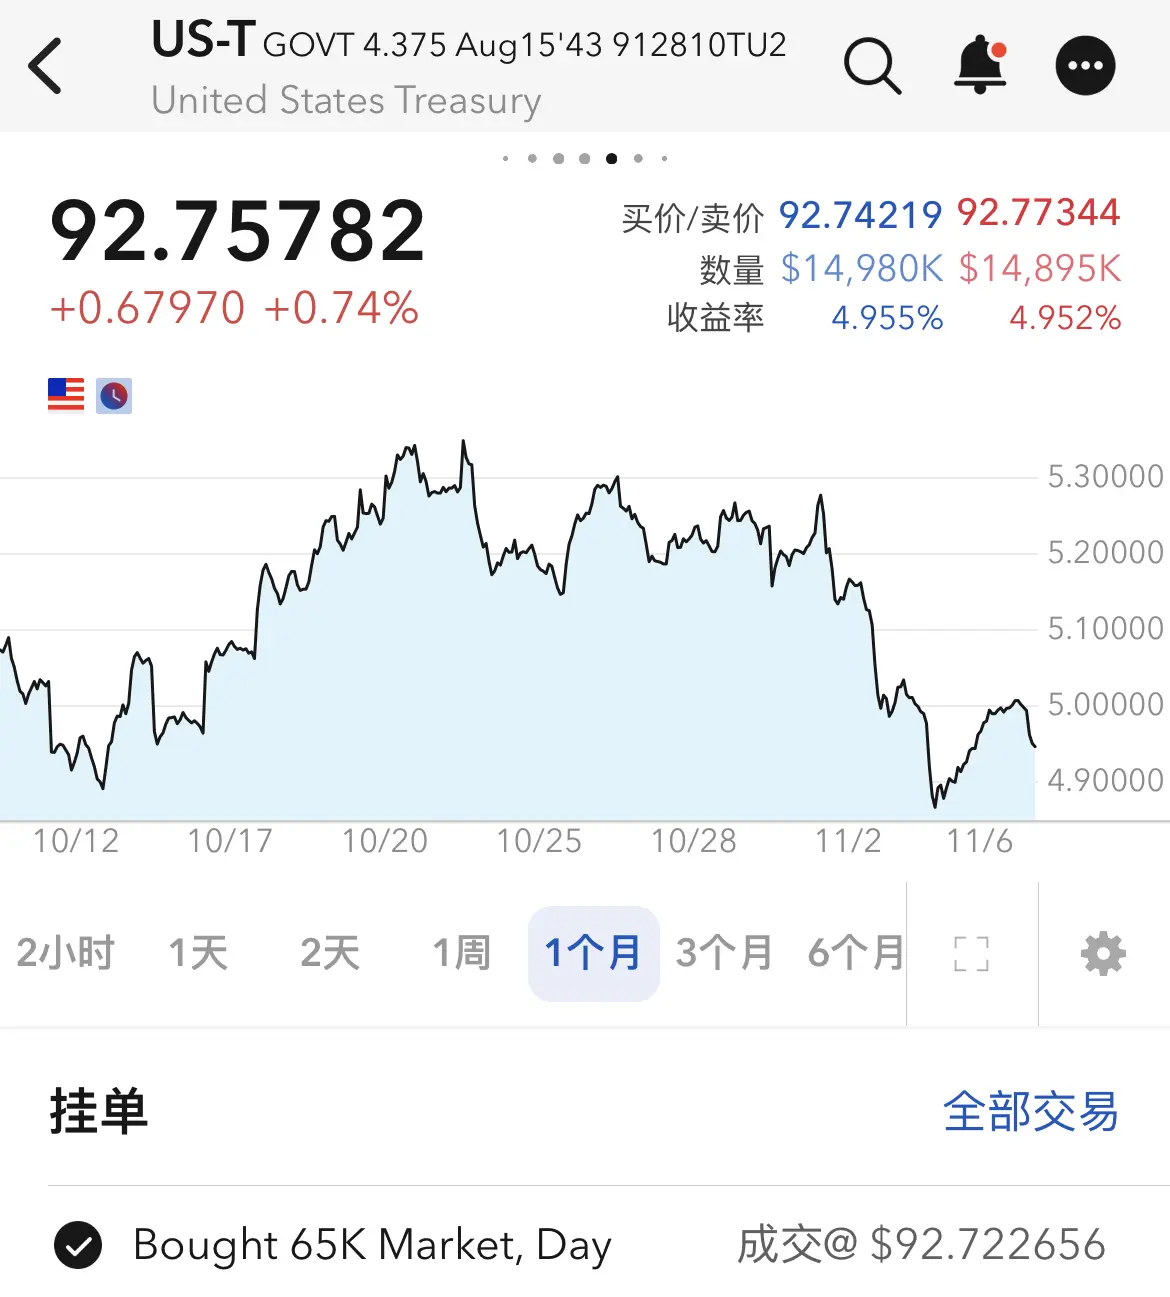 US-T GOVT 4.375 Aug15'43 912810TU2
United States Treasury
92.75782
+0.67970 +0.74%
买价/卖价 92.74219 92.77344
数量 $14,980K $14,895K
收益率 4.955% 4.952%
5.30000
5.20000
5.10000
5.00000
4.90000
10/12 10/17 10/20 10/25 10/28 11/2 11/6
2小时 1天 2天 1周 1个月 3个月 6个月
挂单 全部交易
Bought 65K Market, Day 成交@ $92.722656